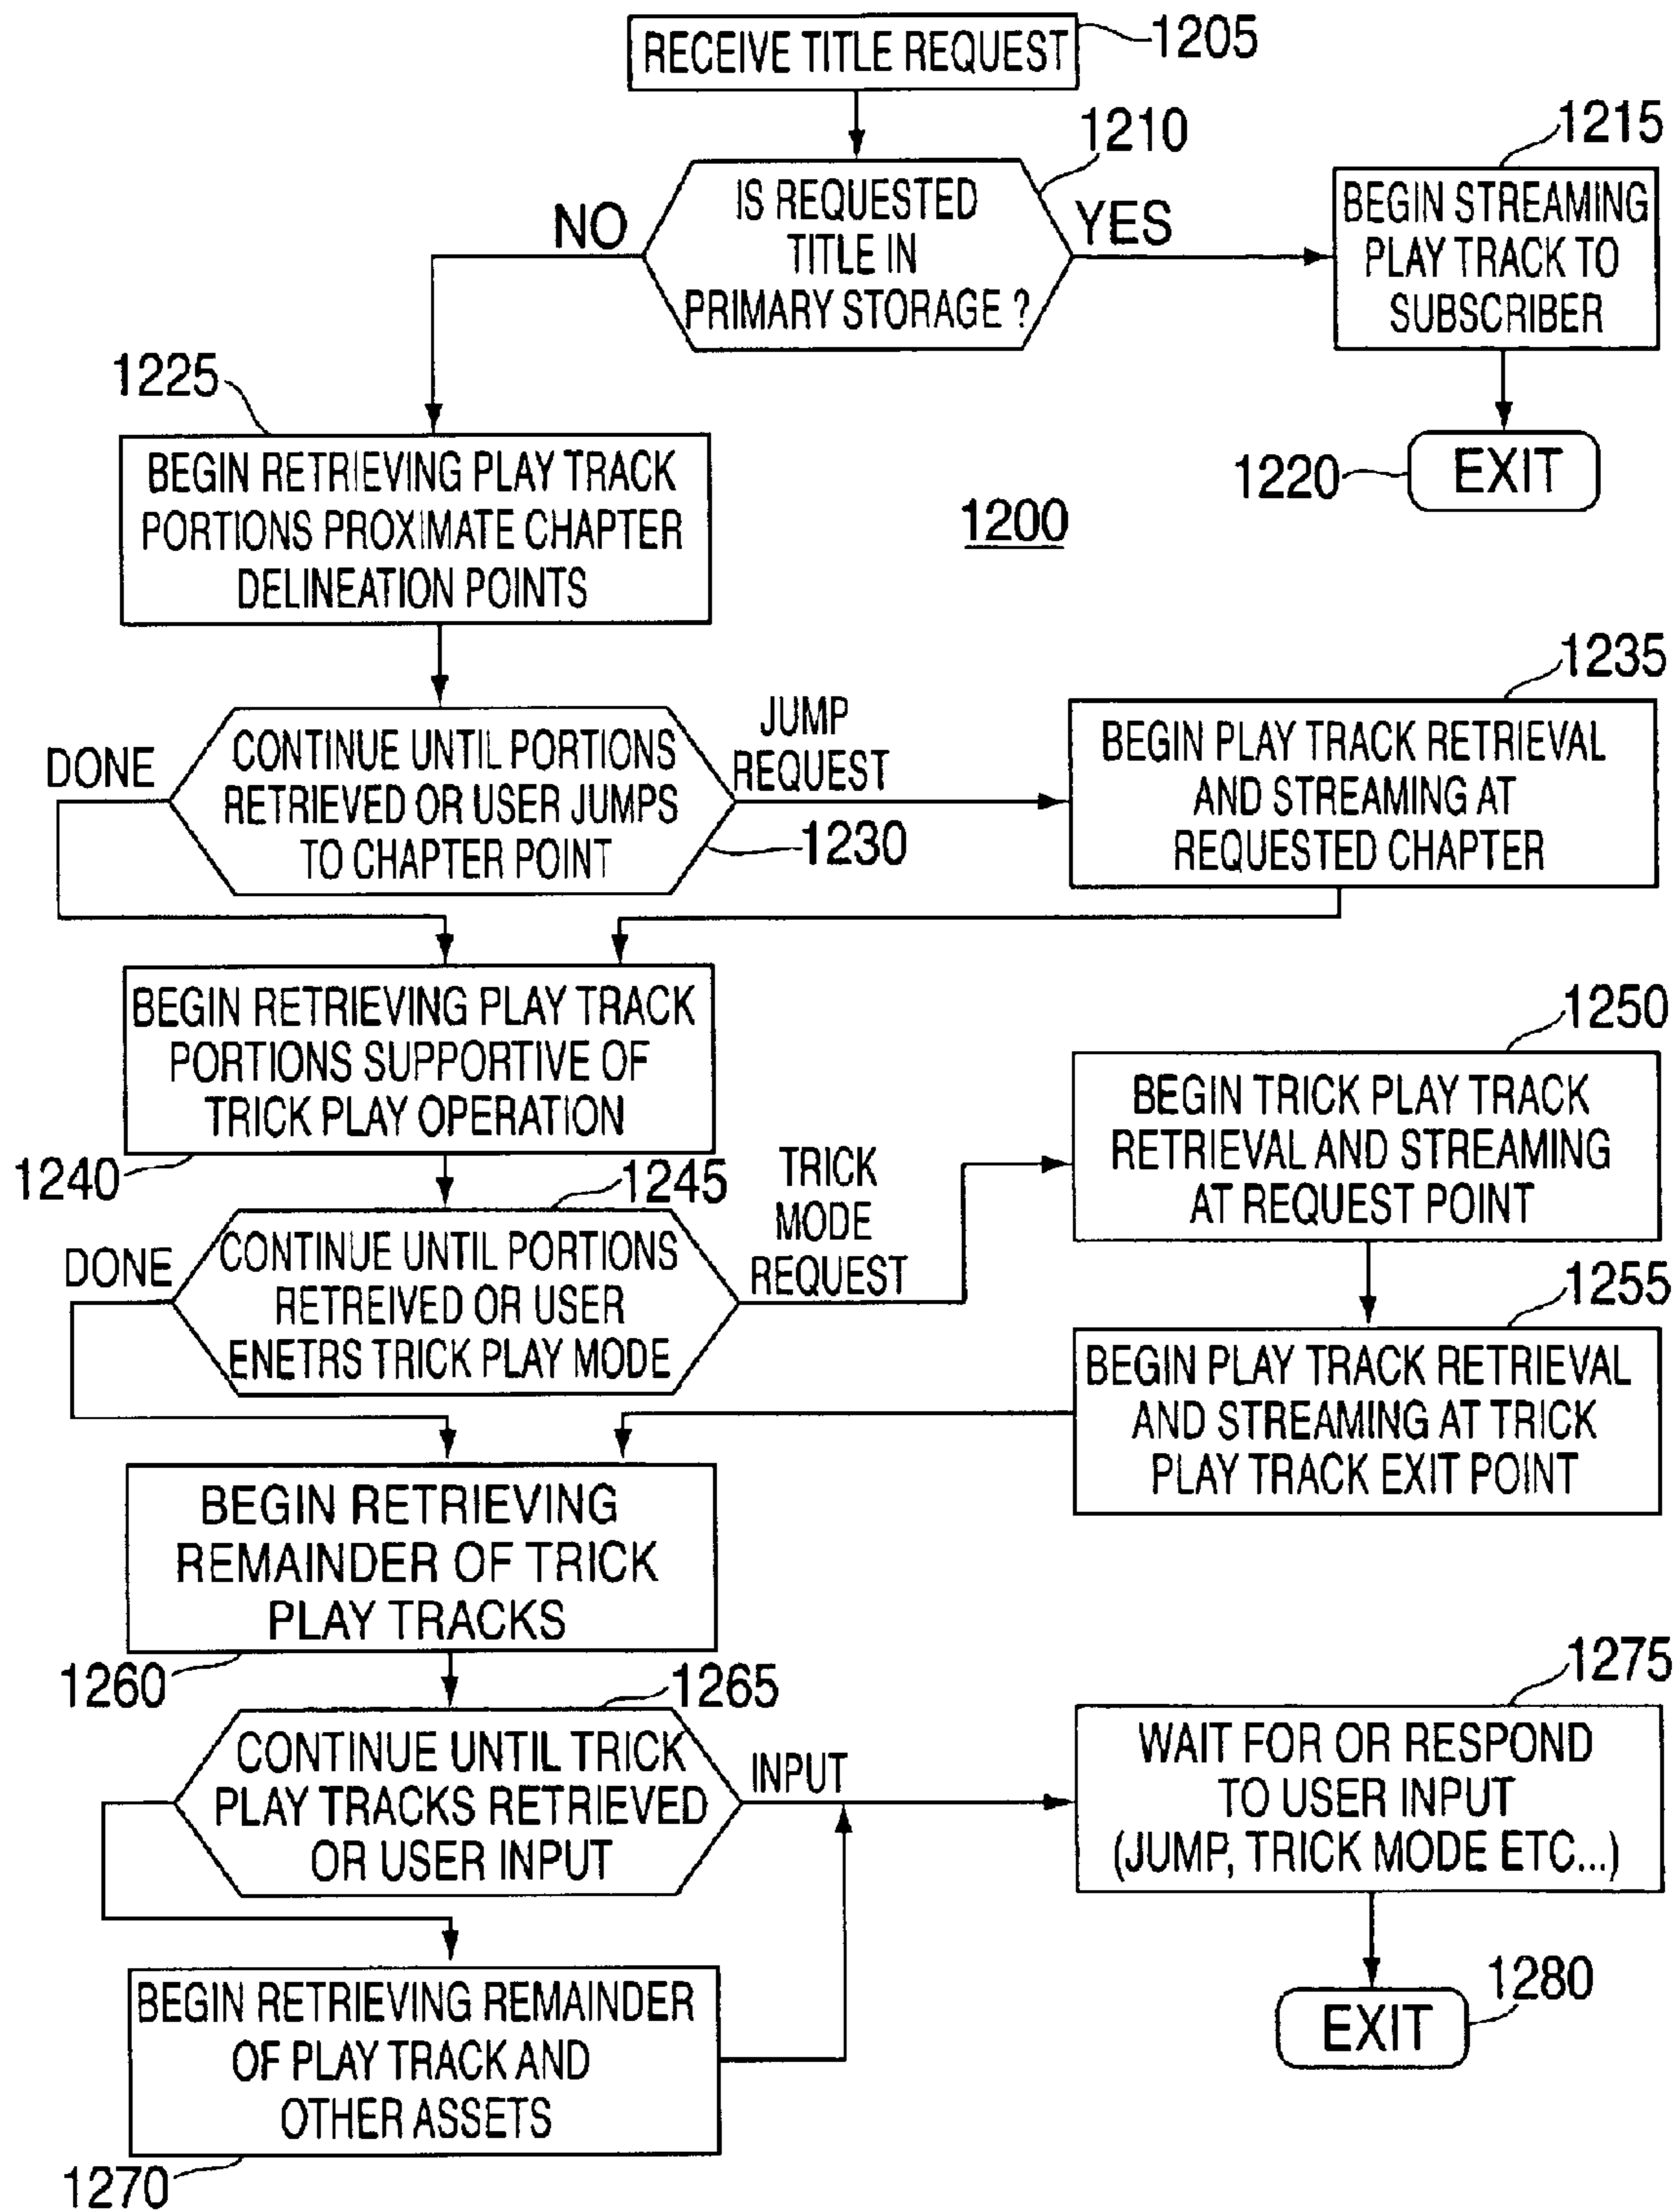 RECEIVE TITLE REQUEST
1205
1210
IS REQUESTED
TITLE IN
PRIMARY STORAGE ?
NO
YES
1215
BEGIN STREAMING
PLAY TRACK TO
SUBSCRIBER
1220
EXIT
1200
1225
BEGIN RETRIEVING PLAY TRACK
PORTIONS PROXIMATE CHAPTER
DELINEATION POINTS
DONE
CONTINUE UNTIL PORTIONS
RETRIEVED OR USER JUMPS
TO CHAPTER POINT
1230
JUMP
REQUEST
1235
BEGIN PLAY TRACK RETRIEVAL
AND STREAMING AT
REQUESTED CHAPTER
BEGIN RETRIEVING PLAY TRACK
PORTIONS SUPPORTIVE OF
TRICK PLAY OPERATION
1240
1245
DONE
CONTINUE UNTIL PORTIONS
RETREIVED OR USER
ENETRS TRICK PLAY MODE
TRICK
MODE
REQUEST
1250
BEGIN TRICK PLAY TRACK
RETRIEVAL AND STREAMING
AT REQUEST POINT
1255
BEGIN PLAY TRACK RETRIEVAL
AND STREAMING AT TRICK
PLAY TRACK EXIT POINT
BEGIN RETRIEVING
REMAINDER OF TRICK
PLAY TRACKS
1260
1265
CONTINUE UNTIL TRICK
PLAY TRACKS RETRIEVED
OR USER INPUT
INPUT
1275
WAIT FOR OR RESPOND
TO USER INPUT
(JUMP, TRICK MODE ETC...)
1280
EXIT
BEGIN RETRIEVING REMAINDER
OF PLAY TRACK AND
OTHER ASSETS
1270